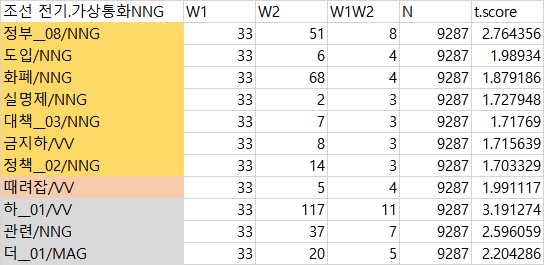 조선 전기.가상통화NNG W1 W2 W1W2 N t.score
정부__08/NNG 33 51 8 9287 2.764356
도입/NNG 33 6 4 9287 1.98934
화폐/NNG 33 68 4 9287 1.879186
실명제/NNG 33 2 3 9287 1.727948
대책__03/NNG 33 7 3 9287 1.71769
금지하/VV 33 8 3 9287 1.715639
정책__02/NNG 33 14 3 9287 1.703329
때려잡/VV 33 5 4 9287 1.991117
하__01/VV 33 117 11 9287 3.191274
관련/NNG 33 37 7 9287 2.596059
더__01/MAG 33 20 5 9287 2.204286